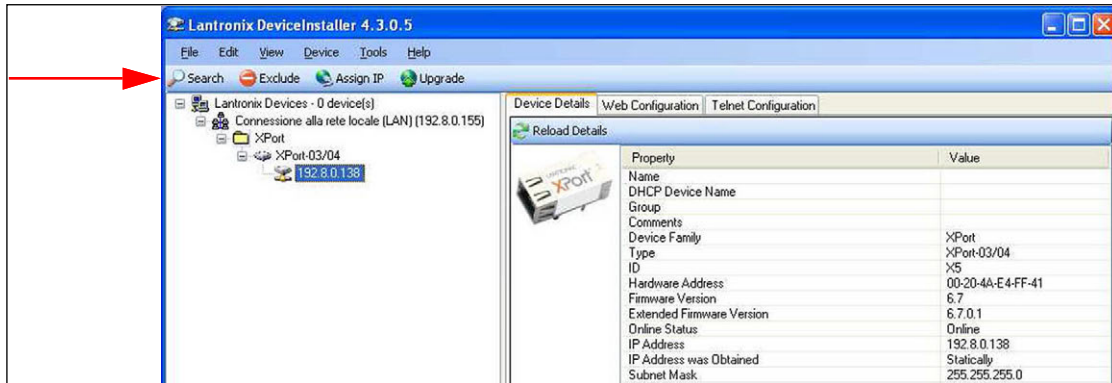 Lantronix DeviceInstaller 4.3.0.5
File Edit View Device Tools Help
Search Exclude Assign IP Upgrade
Lantronix Devices - 0 device(s)
Connessione alla rete locale (LAN) (192.8.0.155)
XPort
XPort-03/04
192.8.0.138
Device Details Web Configuration Telnet Configuration
Reload Details
LANTRONIX
XPort
Property Value
Name
DHCP Device Name
Group
Comments
Device Family XPort
Type XPort-03/04
ID X5
Hardware Address 00-20-4A-E4-FF-41
Firmware Version 6.7
Extended Firmware Version 6.7.0.1
Online Status Online
IP Address 192.8.0.138
IP Address was Obtained Statically
Subnet Mask 255.255.255.0